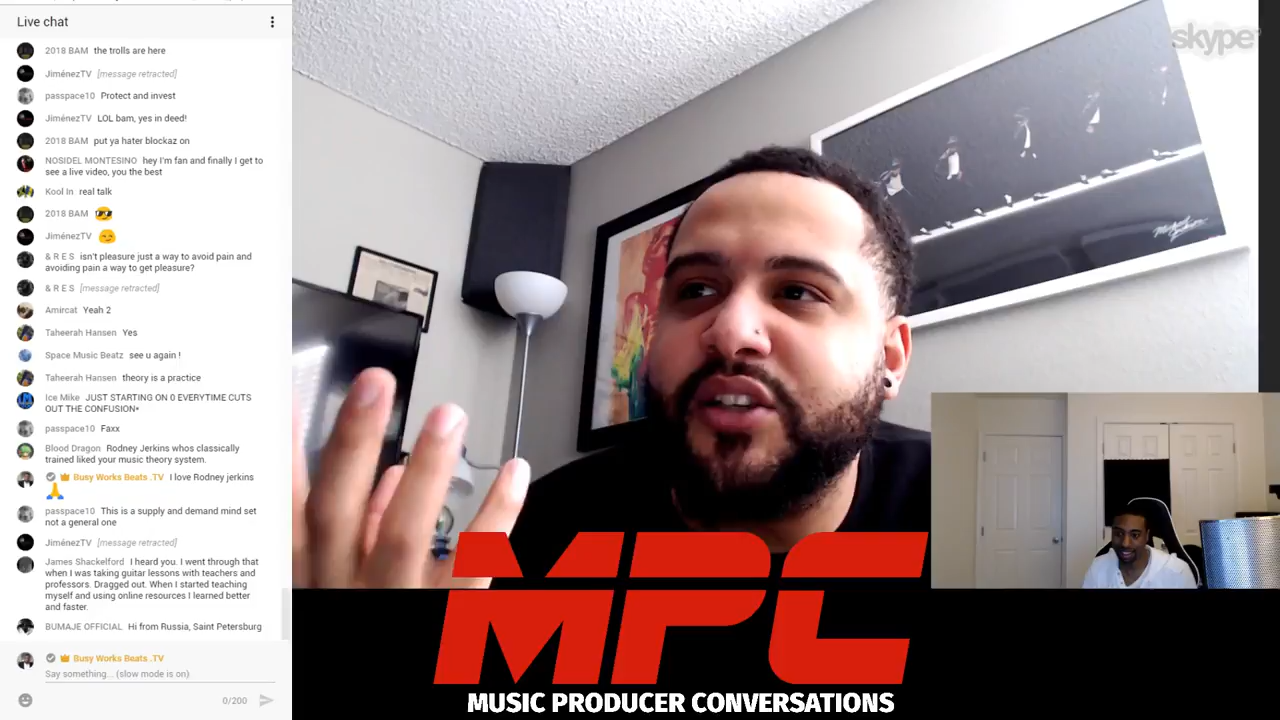 Live chat
2018 BAM the trolls are here
JiménezTV [message retracted]
passpace10 Protect and invest
JiménezTV LOL bam, yes in deed!
2018 BAM put ya hater blockaz on
NOSIDEL MONTESINO hey I'm fan and finally I get to
see a live video, you the best
Kool In real talk
2018 BAM 😎
JiménezTV 😏
& R E S isn't pleasure just a way to avoid pain and
avoiding pain a way to get pleasure?
& R E S [message retracted]
Amircat Yeah 2
Taheerah Hansen Yes
Space Music Beatz see u again !
Taheerah Hansen theory is a practice
Ice Mike JUST STARTING ON 0 EVERYTIME CUTS
OUT THE CONFUSION*
passpace10 Faxx
Blood Dragon Rodney Jerkins whos classically
trained liked your music theory system.
Busy Works Beats .TV I love Rodney jerkins
🙏
passpace10 This is a supply and demand mind set
not a general one
JiménezTV [message retracted]
James Shackelford I heard you. I went through that
when I was taking guitar lessons with teachers and
professors. Dragged out. When I started teaching
myself and using online resources I learned better
and faster.
BUMAJE OFFICIAL Hi from Russia, Saint Petersburg
Busy Works Beats .TV
Say something... (slow mode is on)
0/200
skype
MPC
MUSIC PRODUCER CONVERSATIONS